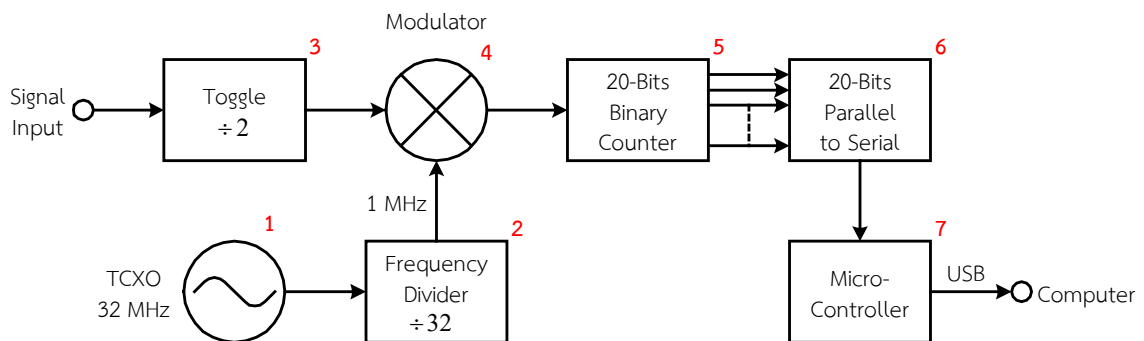 Modulator
3
4
5
6
Signal
Input
Toggle
÷2
20-Bits
Binary
Counter
20-Bits
Parallel
to Serial
1 MHz
1
2
7
TCXO
32 MHz
Frequency
Divider
÷32
Micro-
Controller
USB
Computer